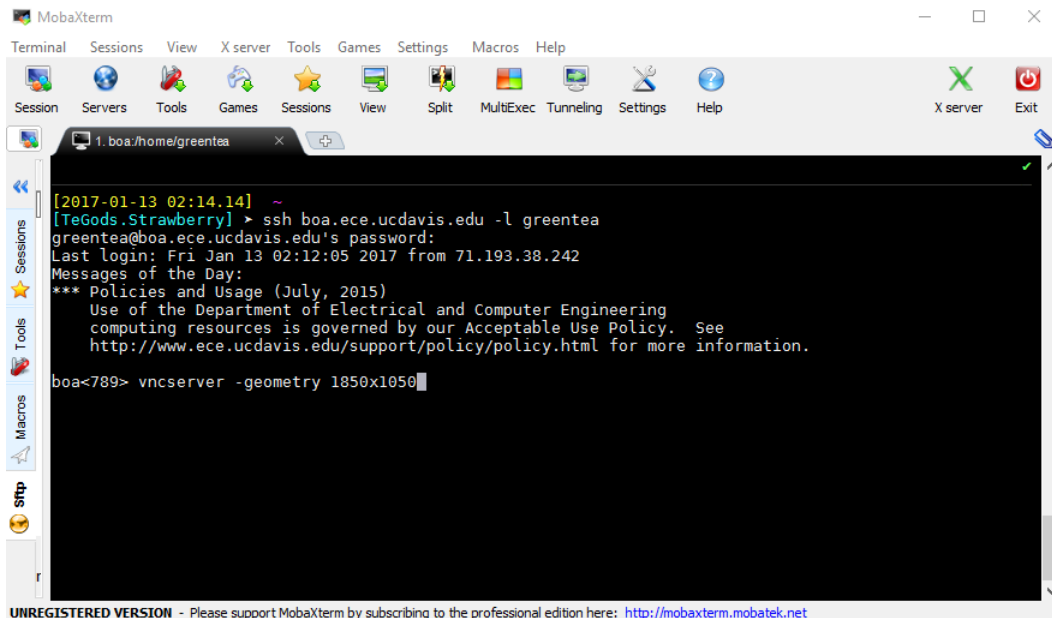 MobaXterm
Terminal Sessions View X server Tools Games Settings Macros Help
Session Servers Tools Games Sessions View Split MultiExec Tunneling Settings Help X server Exit
1. boa:/home/greentea
[2017-01-13 02:14.14] ~
[TeGods.Strawberry] ➤ ssh boa.ece.ucdavis.edu -l greentea
greentea@boa.ece.ucdavis.edu's password:
Last login: Fri Jan 13 02:12:05 2017 from 71.193.38.242
Messages of the Day:
*** Policies and Usage (July, 2015)
Use of the Department of Electrical and Computer Engineering
computing resources is governed by our Acceptable Use Policy. See
http://www.ece.ucdavis.edu/support/policy/policy.html for more information.
boa<789> vncserver -geometry 1850x1050
Sessions
Tools
Macros
Sftp
UNREGISTERED VERSION - Please support MobaXterm by subscribing to the professional edition here: http://mobaxterm.mobatek.net